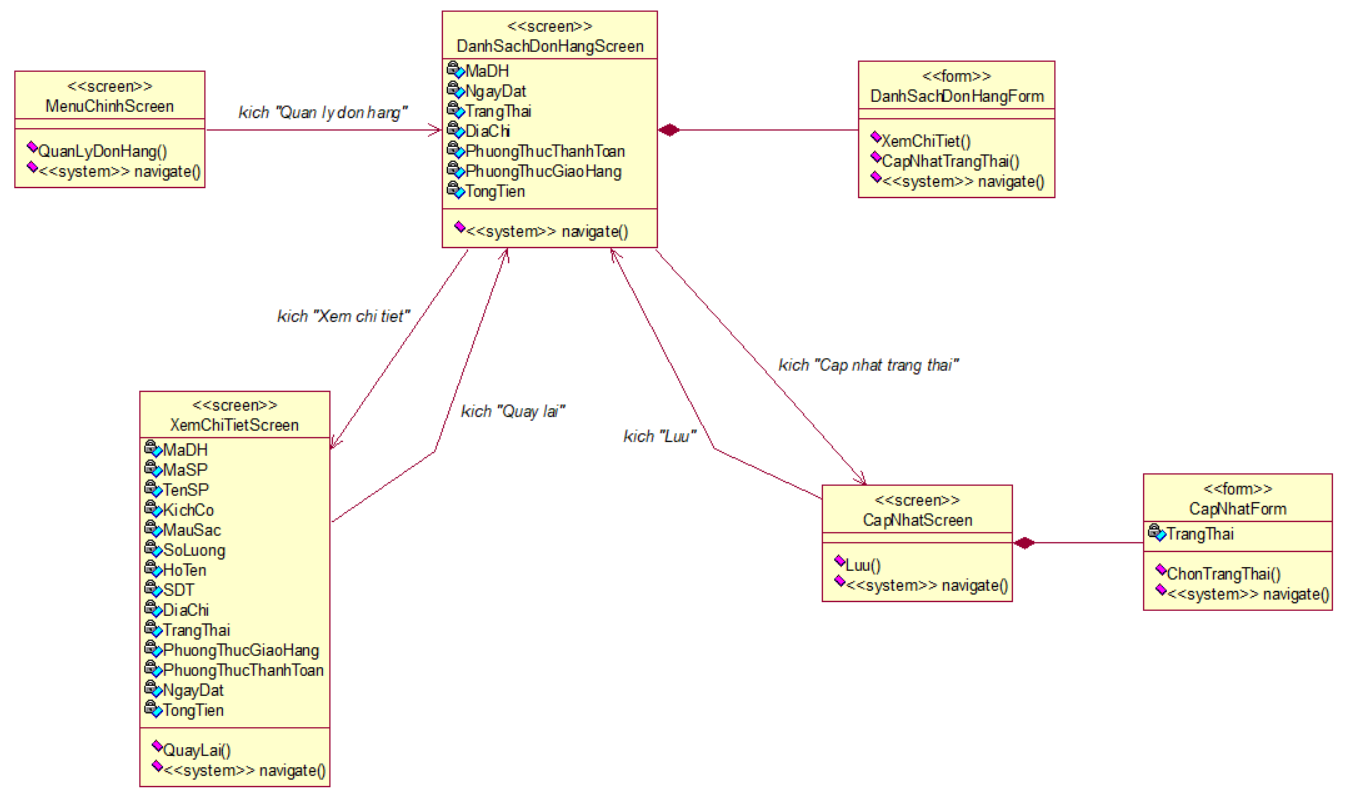 <<screen>>
MenuChinhScreen
QuanLyDonHang()
<<system>> navigate()
kich "Quan ly don hang"
<<screen>>
DanhSachDonHangScreen
MaDH
NgayDat
TrangThai
DiaChi
PhuongThucThanhToan
PhuongThucGiaoHang
TongTien
<<system>> navigate()
<<form>>
DanhSachDonHangForm
XemChiTiet()
CapNhatTrangThai()
<<system>> navigate()
kich "Xem chi tiet"
kich "Quay lai"
kich "Luu"
kich "Cap nhat trang thai"
<<screen>>
XemChiTietScreen
MaDH
MaSP
TenSP
KichCo
MauSac
SoLuong
HoTen
SDT
DiaChi
TrangThai
PhuongThucGiaoHang
PhuongThucThanhToan
NgayDat
TongTien
QuayLai()
<<system>> navigate()
<<screen>>
CapNhatScreen
Luu()
<<system>> navigate()
<<form>>
CapNhatForm
TrangThai
ChonTrangThai()
<<system>> navigate()